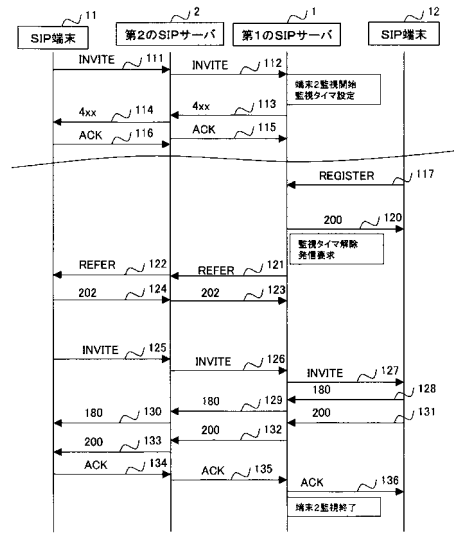 11
2
1
12
SIP端末
第2のSIPサーバ
第1のSIPサーバ
SIP端末
INVITE 111
INVITE 112
端末2監視開始
監視タイマ設定
4xx 114
4xx 113
ACK 116
ACK 115
REGISTER 117
200 120
監視タイマ解除
発信要求
REFER 122
REFER 121
202 124
202 123
INVITE 125
INVITE 126
INVITE 127
180 128
180 129
180 130
200 131
200 132
200 133
ACK 134
ACK 135
ACK 136
端末2監視終了